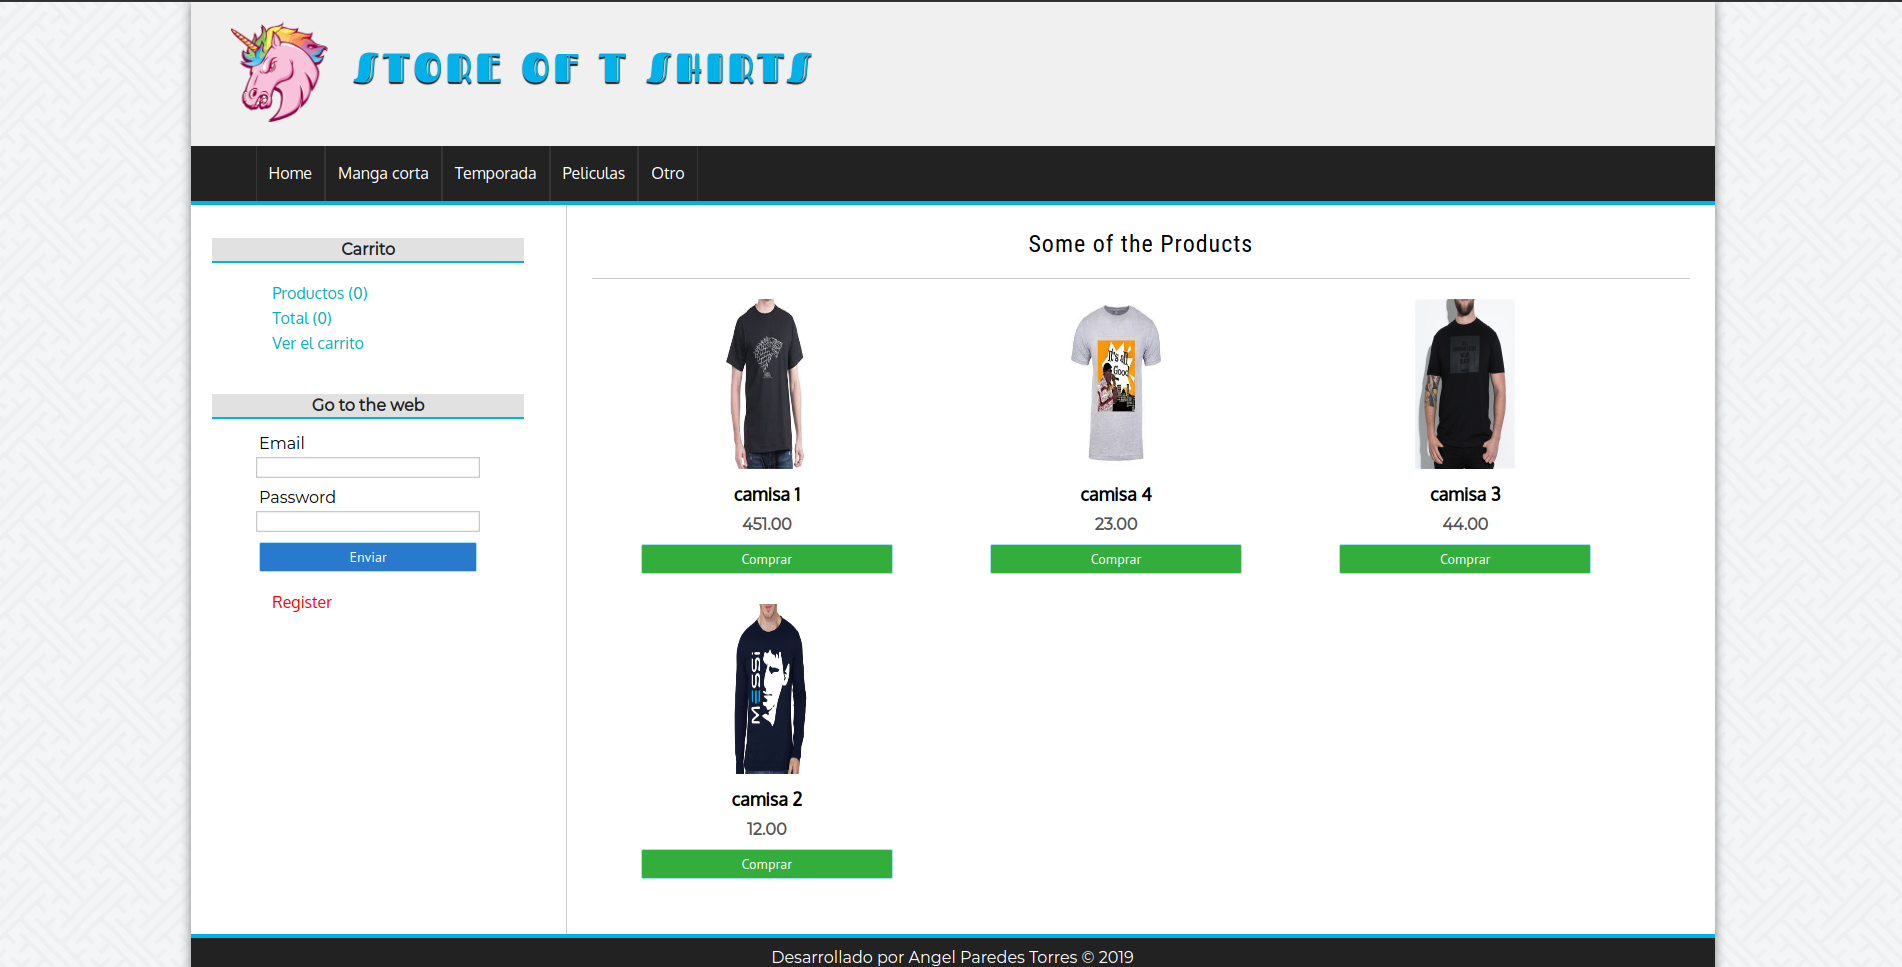 STORE OF T SHIRTS
Home
Manga corta
Temporada
Peliculas
Otro
Carrito
Productos (0)
Total (0)
Ver el carrito
Go to the web
Email
Password
Enviar
Register
Some of the Products
It's all
Good
camisa 1
451.00
Comprar
camisa 4
23.00
Comprar
camisa 3
44.00
Comprar
MESSi
camisa 2
12.00
Comprar
Desarrollado por Angel Paredes Torres © 2019